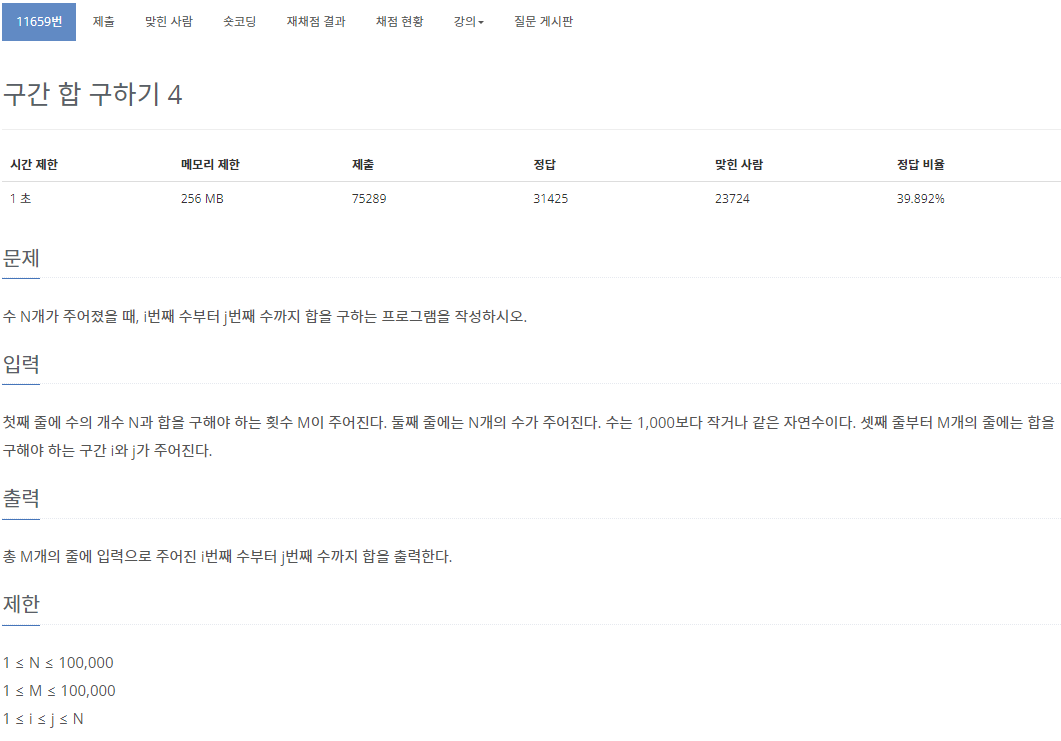 11659번 제출 맞힌 사람 숏코딩 재채점 결과 채점 현황 강의 질문 게시판
구간 합 구하기 4
시간 제한 메모리 제한 제출 정답 맞힌 사람 정답 비율
1 초 256 MB 75289 31425 23724 39.892%
문제
수 N개가 주어졌을 때, i번째 수부터 j번째 수까지 합을 구하는 프로그램을 작성하시오.
입력
첫째 줄에 수의 개수 N과 합을 구해야 하는 횟수 M이 주어진다. 둘째 줄에는 N개의 수가 주어진다. 수는 1,000보다 작거나 같은 자연수이다. 셋째 줄부터 M개의 줄에는 합을
구해야 하는 구간 i와 j가 주어진다.
출력
총 M개의 줄에 입력으로 주어진 i번째 수부터 j번째 수까지 합을 출력한다.
제한
1 ≤ N ≤ 100,000
1 ≤ M ≤ 100,000
1 ≤ i ≤ j ≤ N